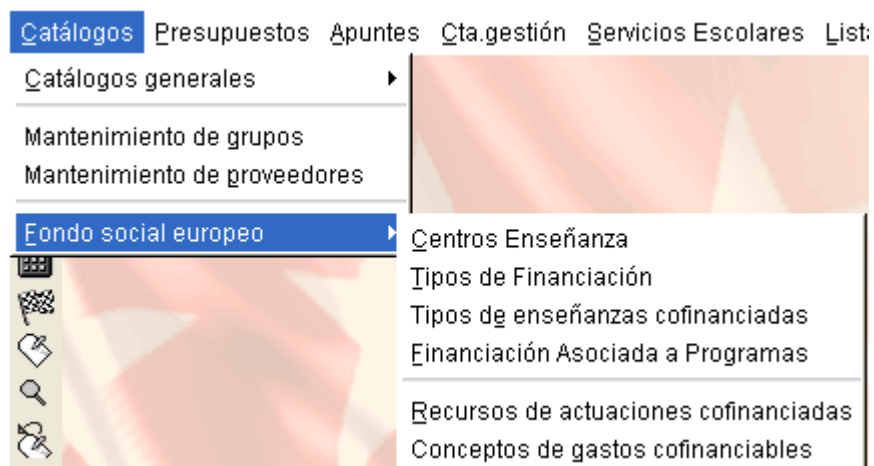 Catálogos Presupuestos Apuntes Cta.gestión Servicios Escolares
Catálogos generales
Mantenimiento de grupos
Mantenimiento de proveedores
Fondo social europeo
Centros Enseñanza
Tipos de Financiación
Tipos de enseñanzas cofinanciadas
Financiación Asociada a Programas
Recursos de actuaciones cofinanciadas
Conceptos de gastos cofinanciables